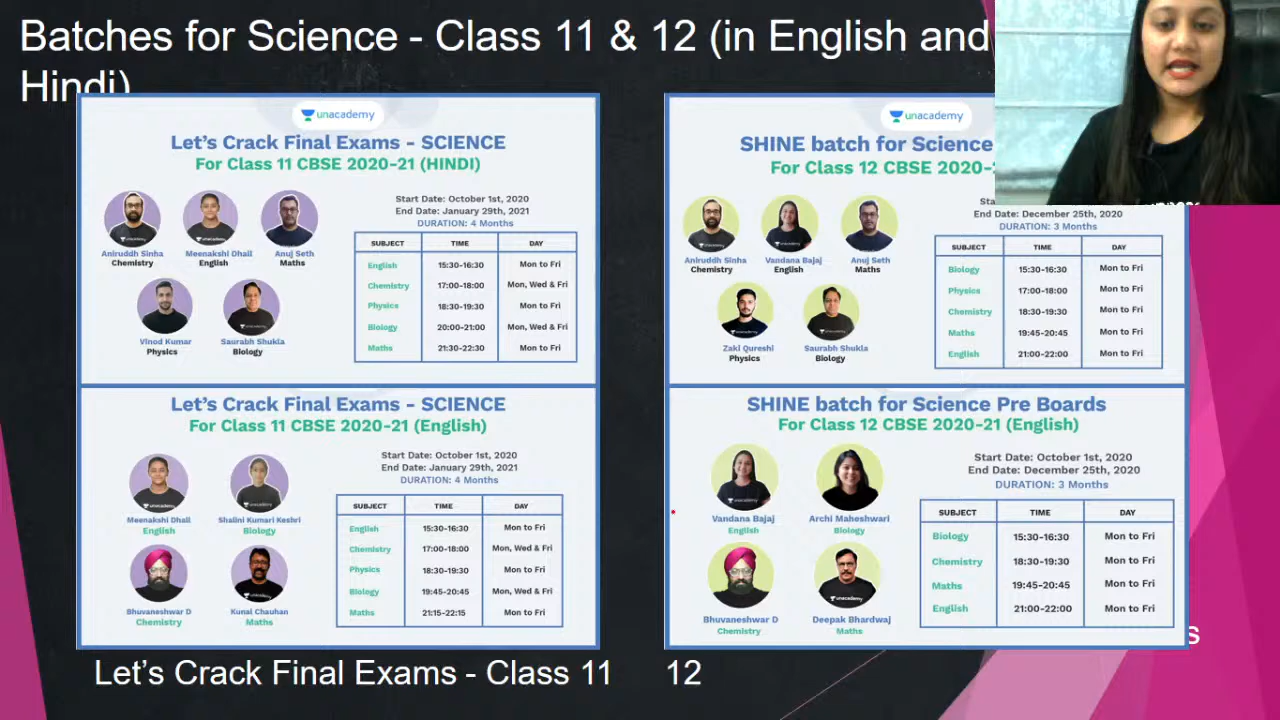 Batches for Science - Class 11 & 12 (in English and
Hindi)
unacademy
Let's Crack Final Exams - SCIENCE
For Class 11 CBSE 2020-21 (HINDI)
Aniruddh Sinha
Chemistry
Meenakshi Dhall
English
Anuj Seth
Maths
Vinod Kumar
Physics
Saurabh Shukla
Biology
Start Date: October 1st, 2020
End Date: January 29th, 2021
DURATION: 4 Months
SUBJECT TIME DAY
English 15:30-16:30 Mon to Fri
Chemistry 17:00-18:00 Mon, Wed & Fri
Physics 18:30-19:30 Mon to Fri
Biology 20:00-21:00 Mon, Wed & Fri
Maths 21:30-22:30 Mon to Fri
unacademy
SHINE batch for Science
For Class 12 CBSE 2020-
Aniruddh Sinha
Chemistry
Vandana Bajaj
English
Anuj Seth
Maths
Zaki Qureshi
Physics
Saurabh Shukla
Biology
End Date: December 25th, 2020
DURATION: 3 Months
SUBJECT TIME DAY
Biology 15:30-16:30 Mon to Fri
Physics 17:00-18:00 Mon to Fri
Chemistry 18:30-19:30 Mon to Fri
Maths 19:45-20:45 Mon to Fri
English 21:00-22:00 Mon to Fri
Let's Crack Final Exams - SCIENCE
For Class 11 CBSE 2020-21 (English)
Meenakshi Dhall
English
Shalini Kumari Keshri
Biology
Bhuvaneshwar D
Chemistry
Kunal Chauhan
Maths
Start Date: October 1st, 2020
End Date: January 29th, 2021
DURATION: 4 Months
SUBJECT TIME DAY
English 15:30-16:30 Mon to Fri
Chemistry 17:00-18:00 Mon, Wed & Fri
Physics 18:30-19:30 Mon to Fri
Biology 19:45-20:45 Mon, Wed & Fri
Maths 21:15-22:15 Mon to Fri
SHINE batch for Science Pre Boards
For Class 12 CBSE 2020-21 (English)
Vandana Bajaj
English
Archi Maheshwari
Biology
Bhuvaneshwar D
Chemistry
Deepak Bhardwaj
Maths
Start Date: October 1st, 2020
End Date: December 25th, 2020
DURATION: 3 Months
SUBJECT TIME DAY
Biology 15:30-16:30 Mon to Fri
Chemistry 18:30-19:30 Mon to Fri
Maths 19:45-20:45 Mon to Fri
English 21:00-22:00 Mon to Fri
Let's Crack Final Exams - Class 11
12